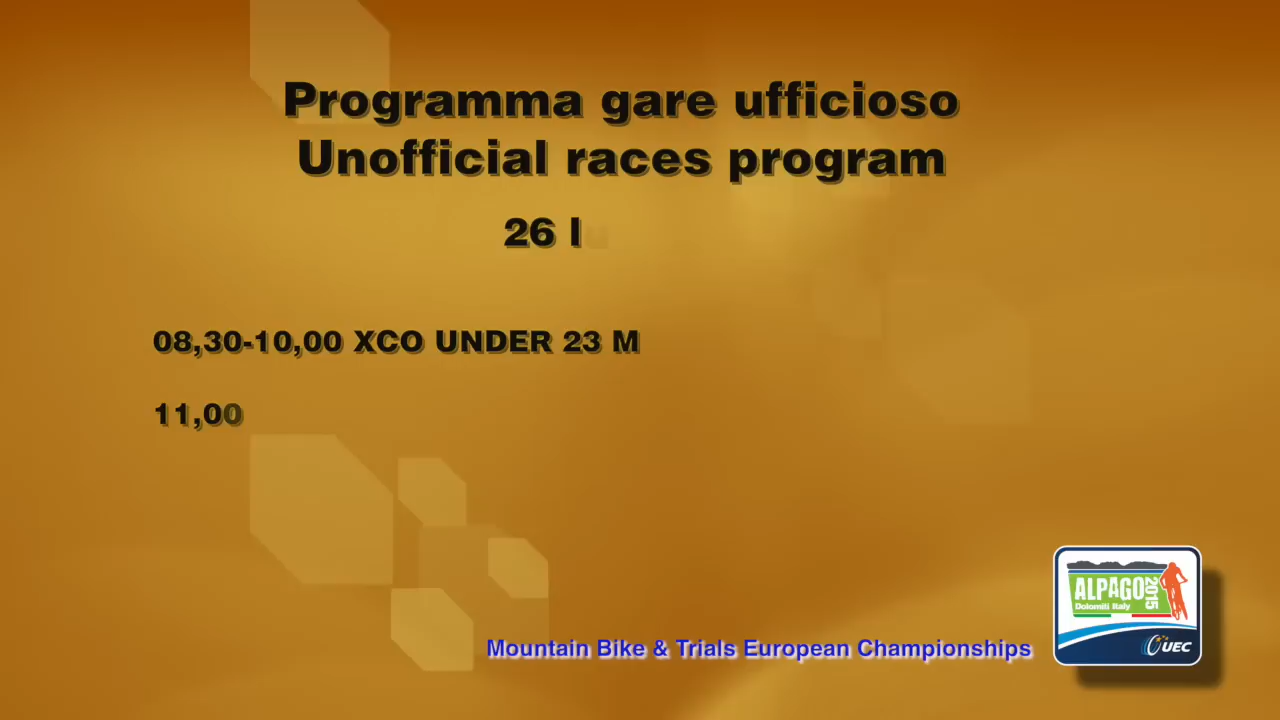 Programma gare ufficioso
Unofficial races program
26 l
08,30-10,00 XCO UNDER 23 M
11,00
ALPAGO 2015
Dolomiti Italy
UEC
Mountain Bike & Trials European Championships